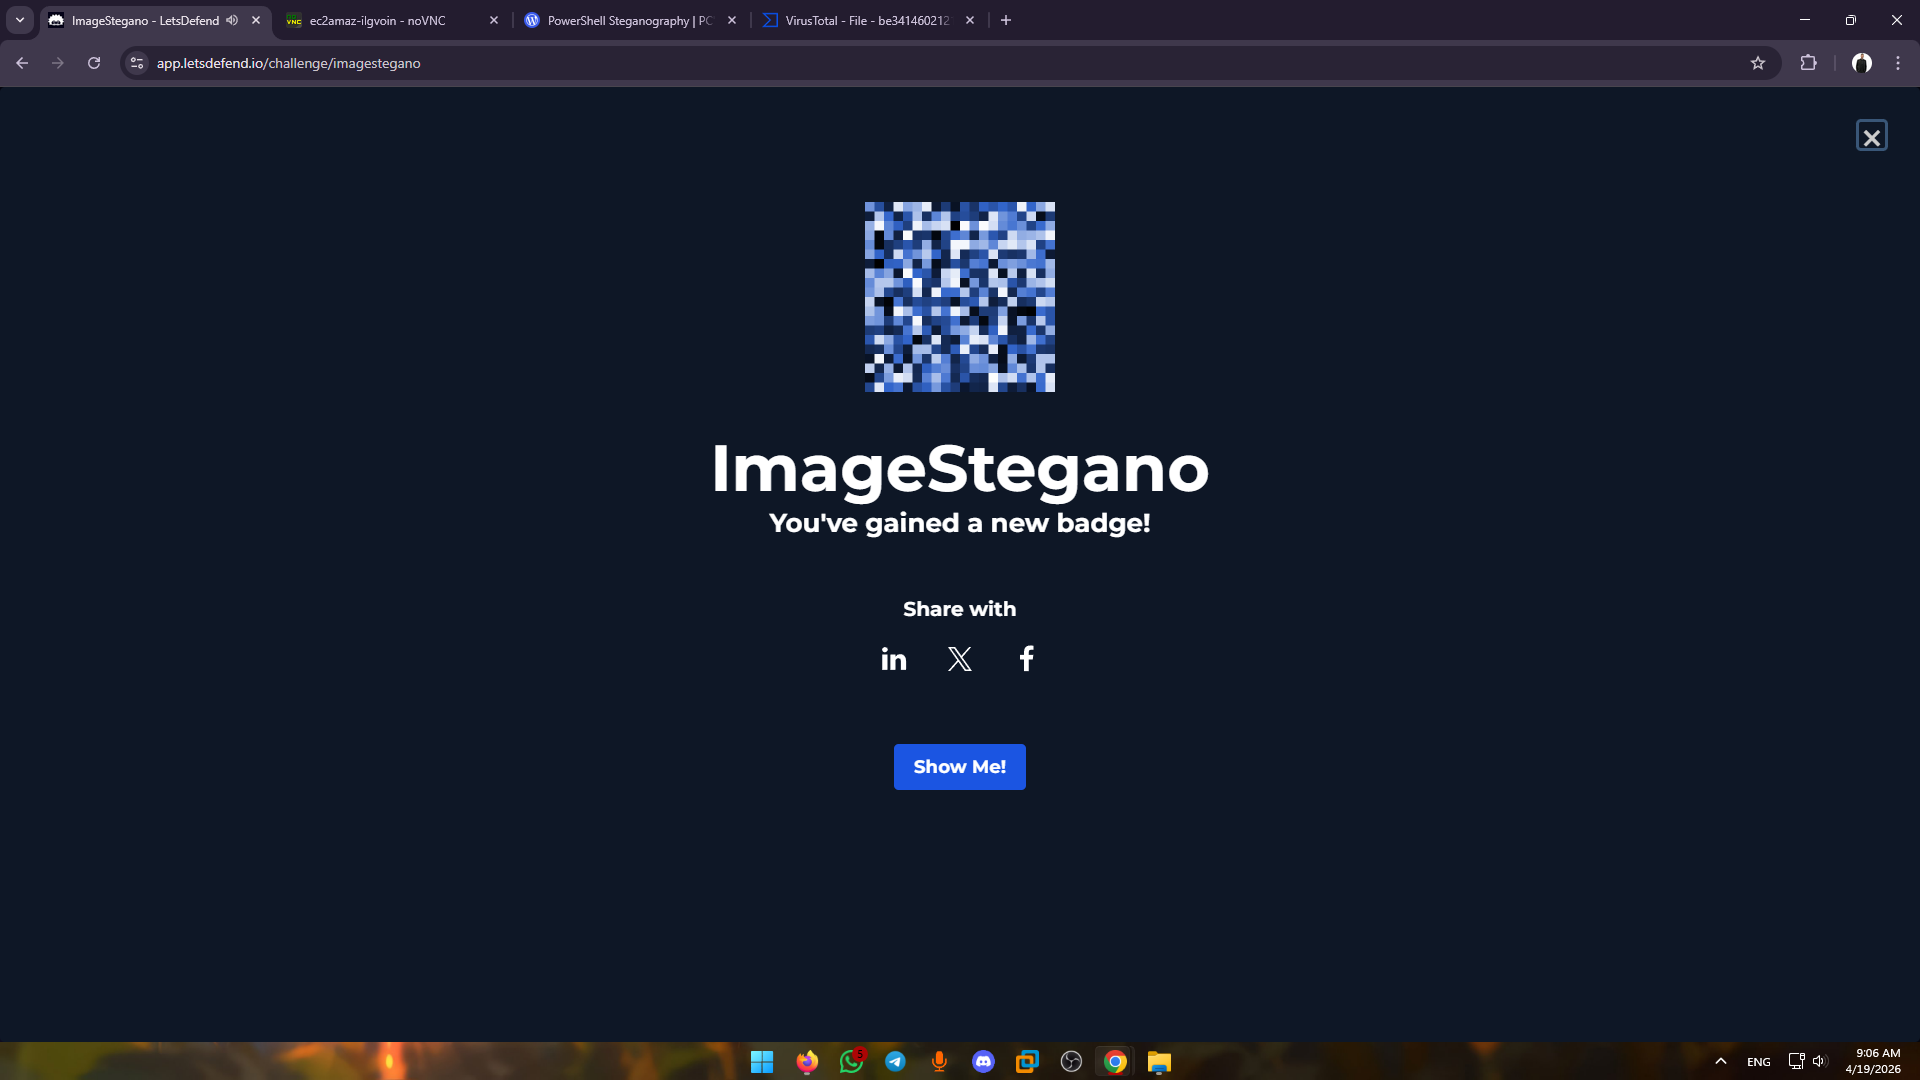 ImageStegano - LetsDefend
ec2amaz-ilgvoin - noVNC
PowerShell Steganography | PC
VirusTotal - File - be341460212
app.letsdefend.io/challenge/imagestegano
ImageStegano
You've gained a new badge!
Share with
in
X
f
Show Me!
5
ENG
9:06 AM
4/19/2026